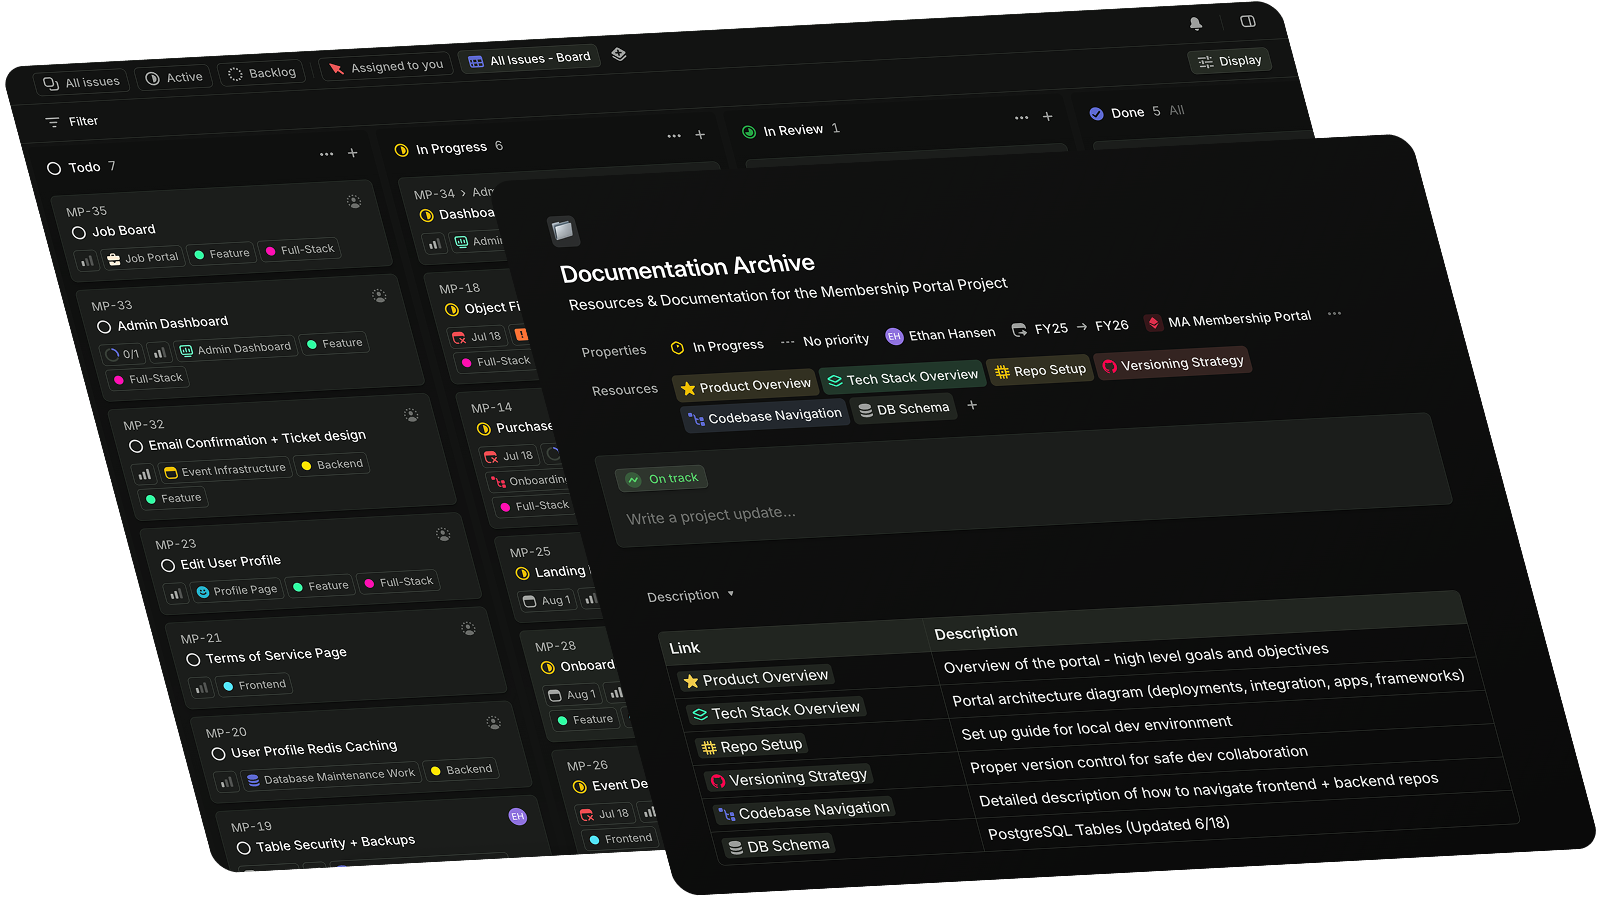 All issues
Active
Backlog
Assigned to you
All Issues - Board
Display
Filter
Todo 7
MP-35
Job Board
Job Portal
Feature
Full-Stack
MP-33
Admin Dashboard
0/1
Admin Dashboard
Feature
Full-Stack
MP-32
Email Confirmation + Ticket design
Event Infrastructure
Backend
Feature
MP-23
Edit User Profile
Profile Page
Feature
Full-Stack
MP-21
Terms of Service Page
Frontend
MP-20
User Profile Redis Caching
Database Maintenance Work
Backend
MP-19
EH
Table Security + Backups
In Progress 6
MP-34 › Adm
Dashboa
Admin
MP-18
Object Fi
Jul 18
Full-Stack
MP-14
Purchase
Jul 18
Onboarding
Full-Stack
MP-25
Landing
Aug 1
MP-28
Onboard
Aug 1
Feature
MP-26
Event De
Jul 18
Frontend
In Review 1
Done 5 All
Documentation Archive
Resources & Documentation for the Membership Portal Project
Properties In Progress --- No priority EH Ethan Hansen FY25 → FY26 MA Membership Portal ...
Resources Product Overview Tech Stack Overview Repo Setup Versioning Strategy
Codebase Navigation DB Schema +
On track
Write a project update...
Description
Link Description
Product Overview Overview of the portal - high level goals and objectives
Tech Stack Overview Portal architecture diagram (deployments, integration, apps, frameworks)
Repo Setup Set up guide for local dev environment
Versioning Strategy Proper version control for safe dev collaboration
Codebase Navigation Detailed description of how to navigate frontend + backend repos
DB Schema PostgreSQL Tables (Updated 6/18)